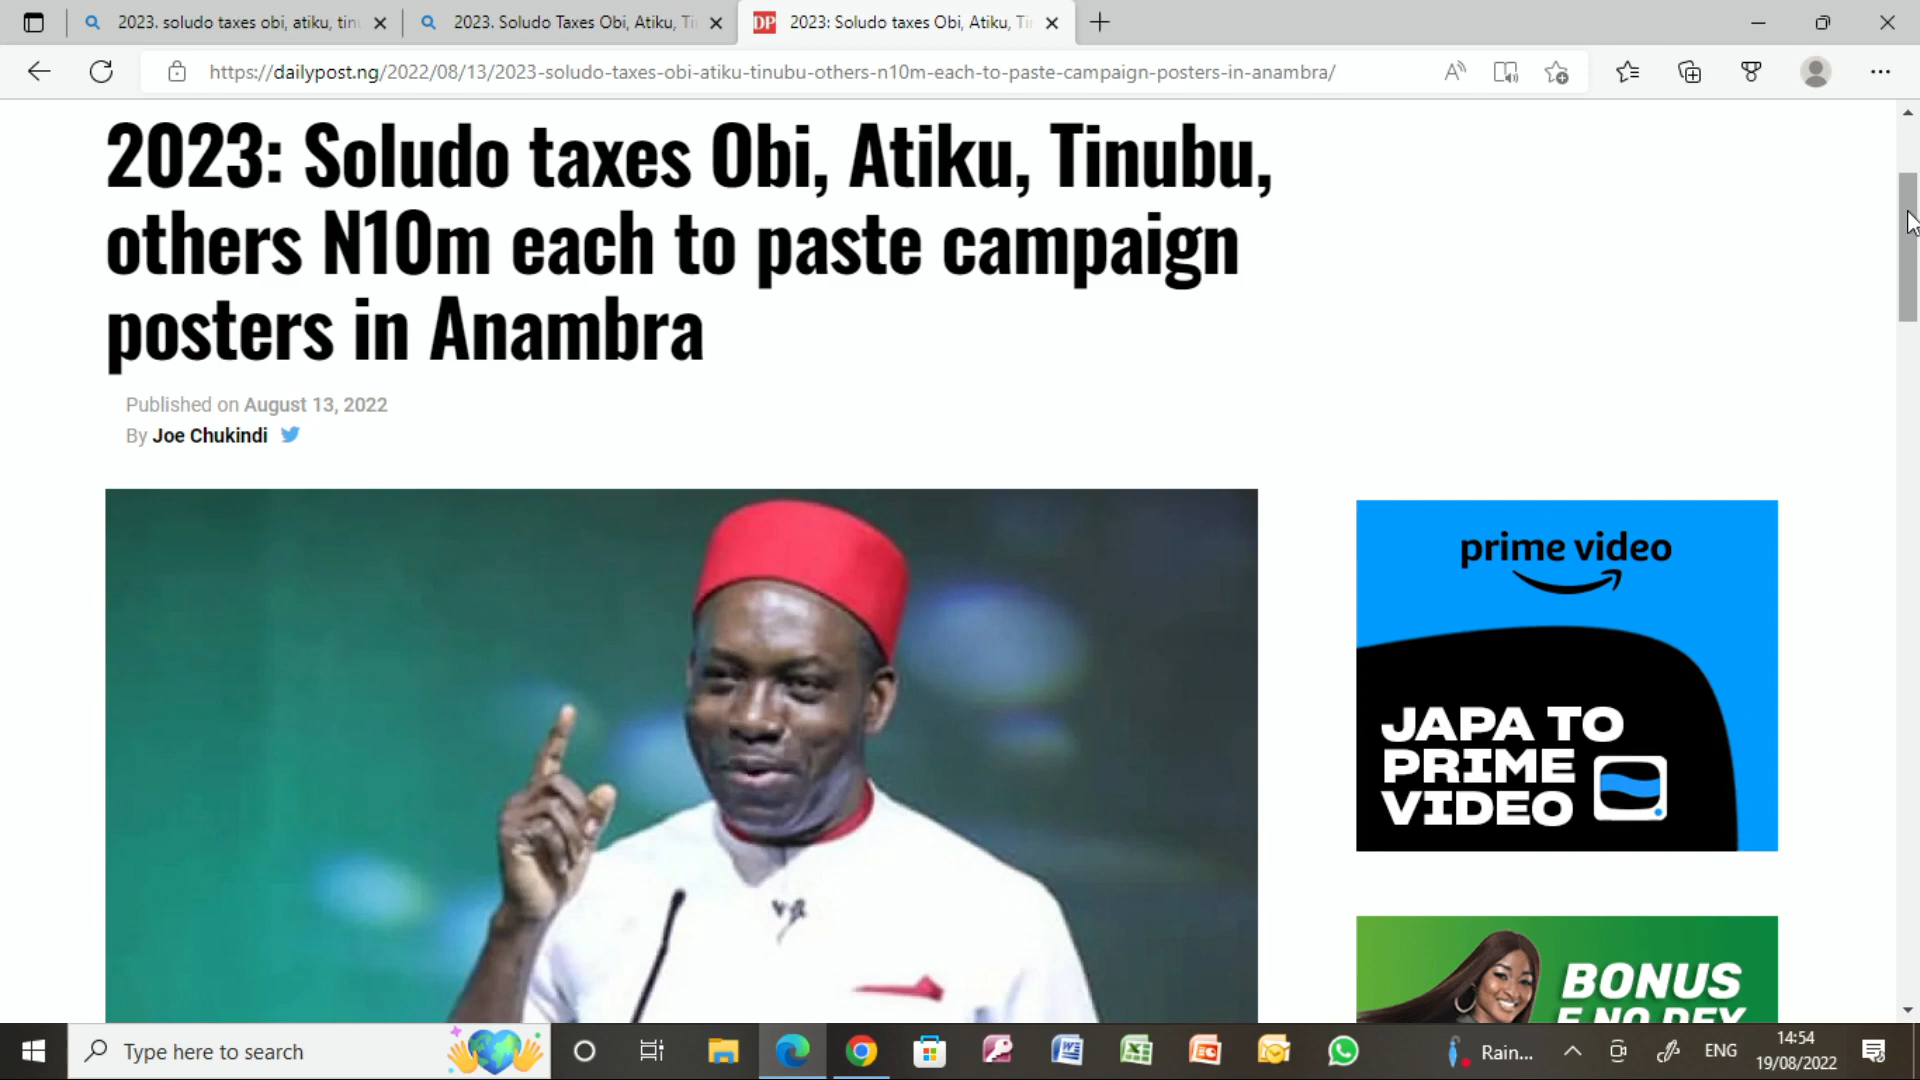 2023. soludo taxes obi, atiku, tin
2023. Soludo Taxes Obi, Atiku, Ti
DP 2023: Soludo taxes Obi, Atiku, Ti
https://dailypost.ng/2022/08/13/2023-soludo-taxes-obi-atiku-tinubu-others-n10m-each-to-paste-campaign-posters-in-anambra/
2023: Soludo taxes Obi, Atiku, Tinubu,
others N10m each to paste campaign
posters in Anambra
Published on August 13, 2022
By Joe Chukindi
prime video
JAPA TO
PRIME
VIDEO
BONUS
E NO DEY
Type here to search
Rain...
ENG
14:54
19/08/2022